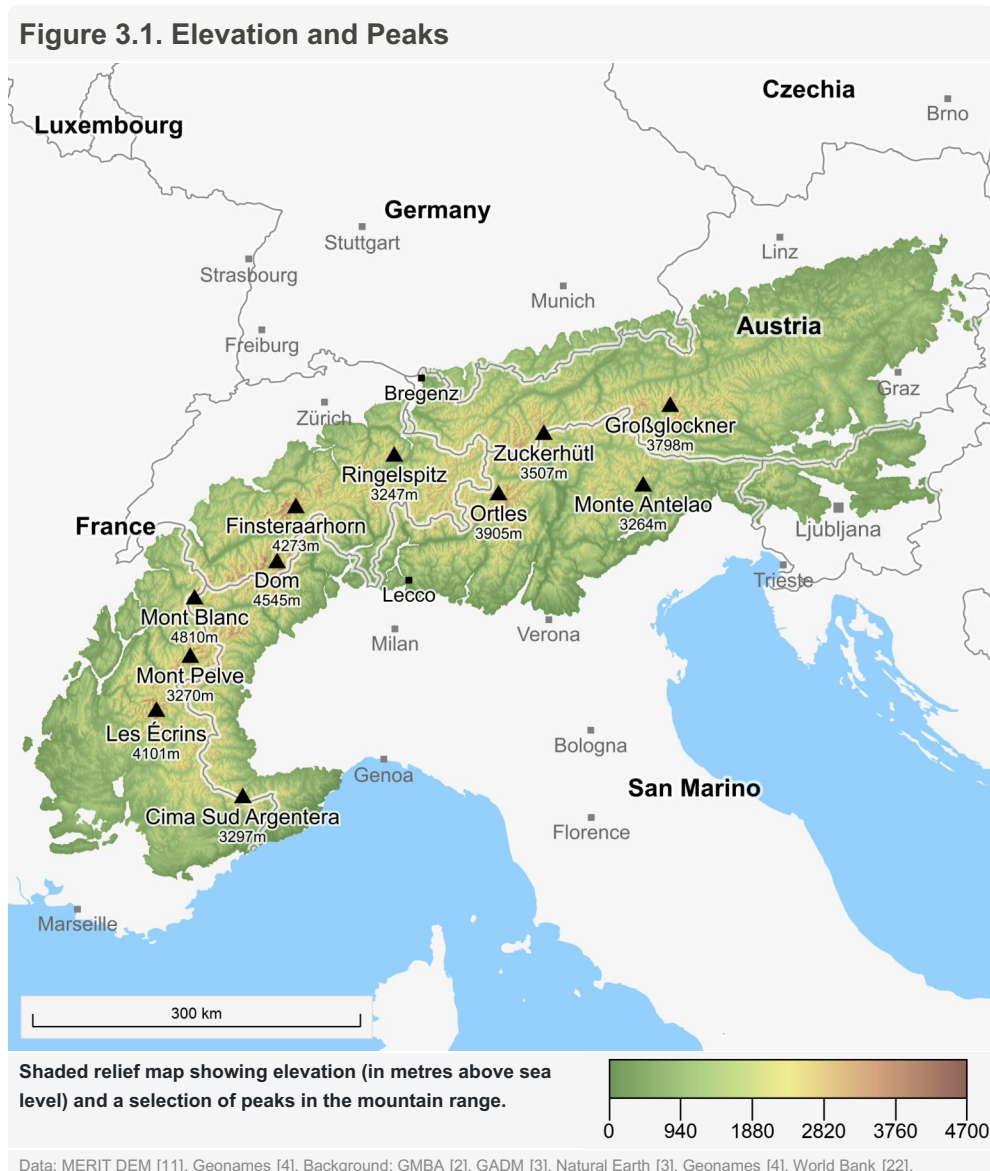 Figure 3.1. Elevation and Peaks
Czechia
Brno
Luxembourg
Germany
Stuttgart
Linz
Strasbourg
Munich
Austria
Freiburg
Graz
Bregenz
Zürich
Großglockner
3798m
Zuckerhütl
3507m
Ringelspitz
3247m
Ortles
3905m
Monte Antelao
3264m
France
Finsteraarhorn
4273m
Ljubljana
Dom
4545m
Trieste
Lecco
Mont Blanc
4810m
Milan
Verona
Mont Pelve
3270m
Les Écrins
4101m
Bologna
Genoa
San Marino
Cima Sud Argentera
3297m
Florence
Marseille
300 km
Shaded relief map showing elevation (in metres above sea
level) and a selection of peaks in the mountain range.
0 940 1880 2820 3760 4700
Data: MERIT DEM [11], Geonames [4]. Background: GMBA [2], GADM [3], Natural Earth [3], Geonames [4], World Bank [22].